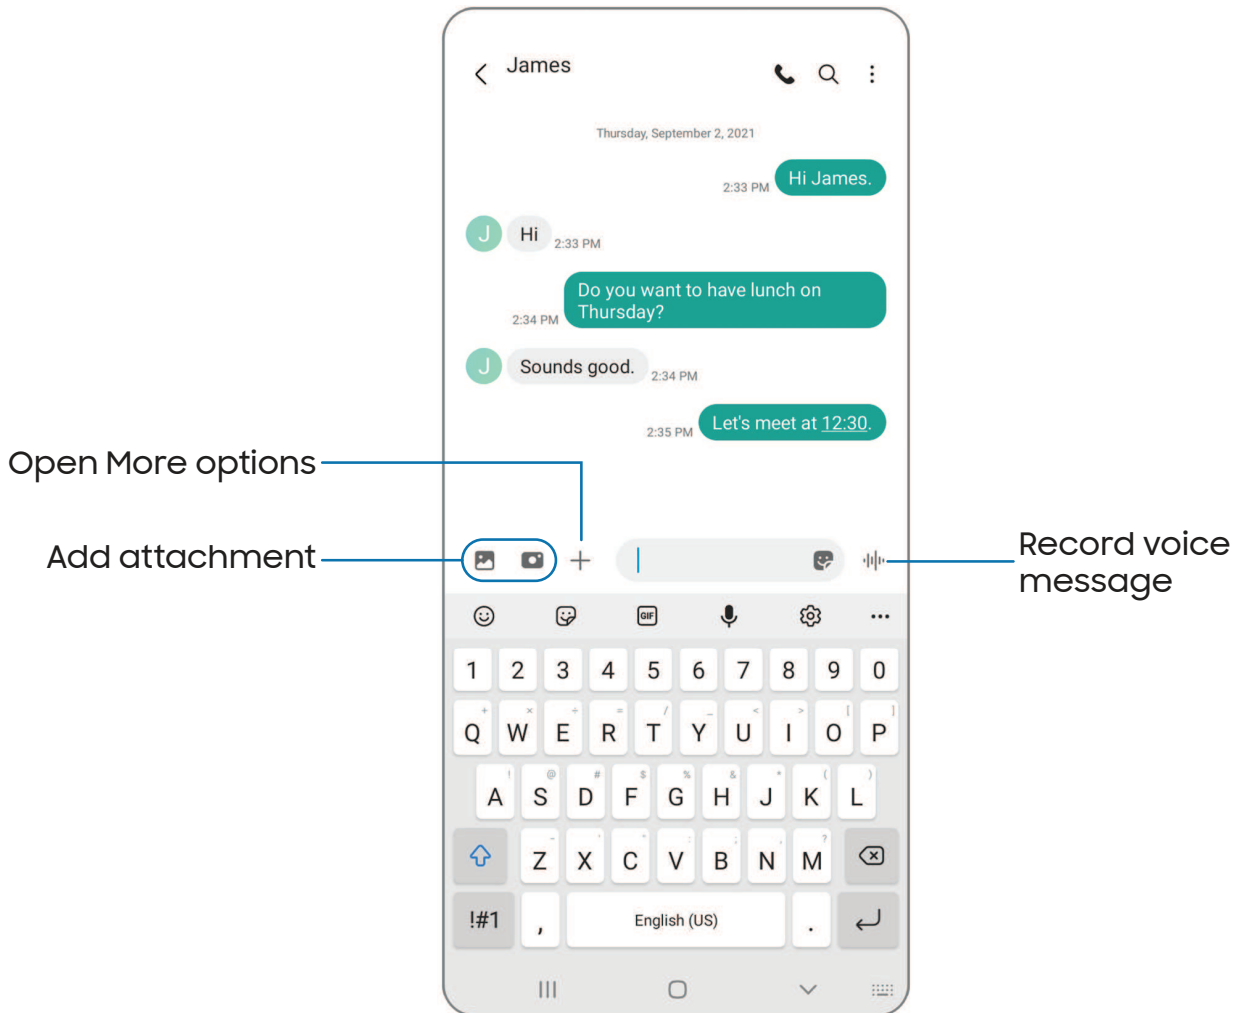 James
Thursday, September 2, 2021
Hi James.
2:33 PM
J
Hi
2:33 PM
Do you want to have lunch on
Thursday?
2:34 PM
J
Sounds good.
2:34 PM
Let's meet at 12:30.
2:35 PM
Open More options
Add attachment
Record voice
message
GIF
1 2 3 4 5 6 7 8 9 0
+ × ÷ = / _ < > [ ]
Q W E R T Y U I O P
! @ # $ % & * ( )
A S D F G H J K L
- ' " : ; , ?
Z X C V B N M
!#1 , English (US) .